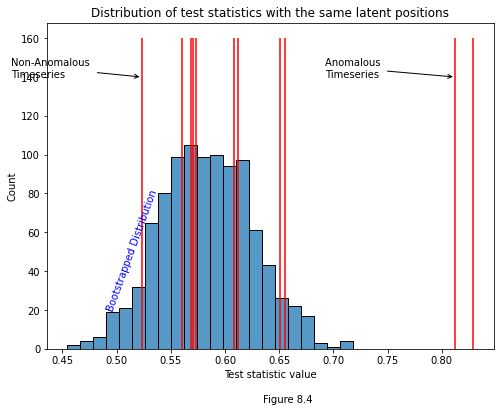 Distribution of test statistics with the same latent positions
160
140
120
100
80
60
40
20
0
Count
Non-Anomalous
Timeseries
Anomalous
Timeseries
Bootstrapped Distribution
0.45 0.50 0.55 0.60 0.65 0.70 0.75 0.80
Test statistic value
Figure 8.4